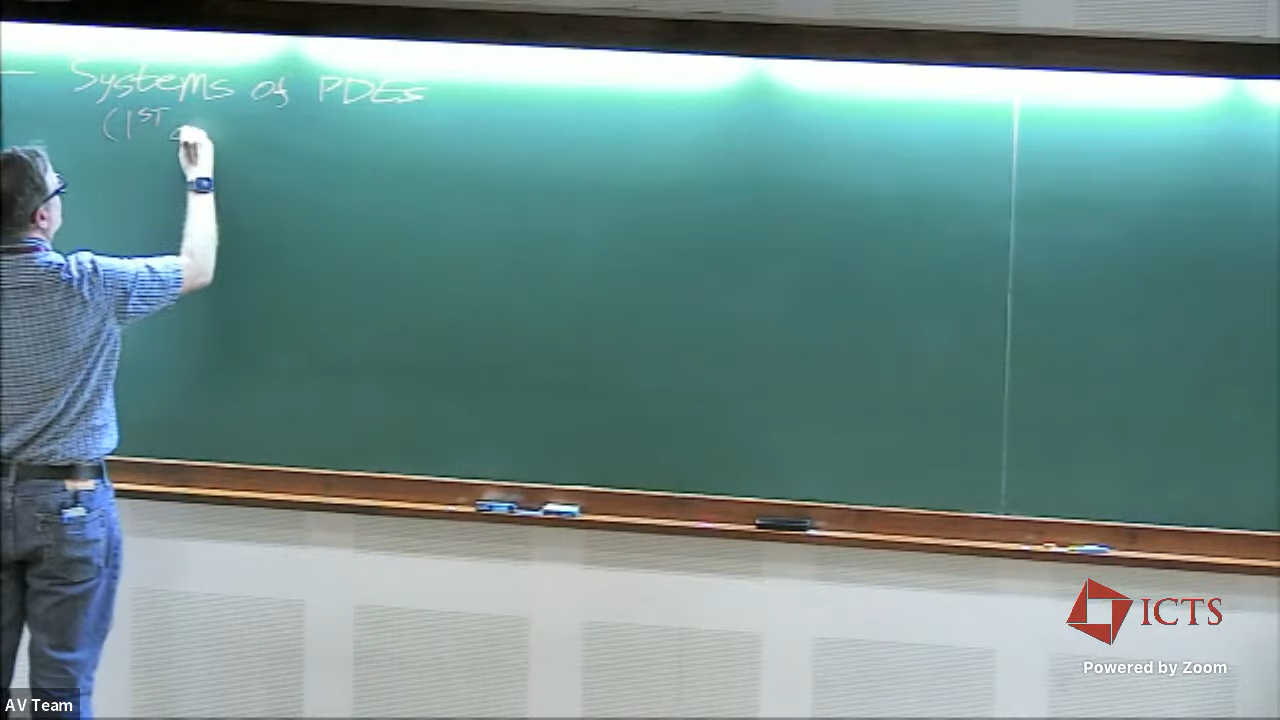 — Systems of PDEs
(1ST
ICTS
Powered by Zoom
AV Team